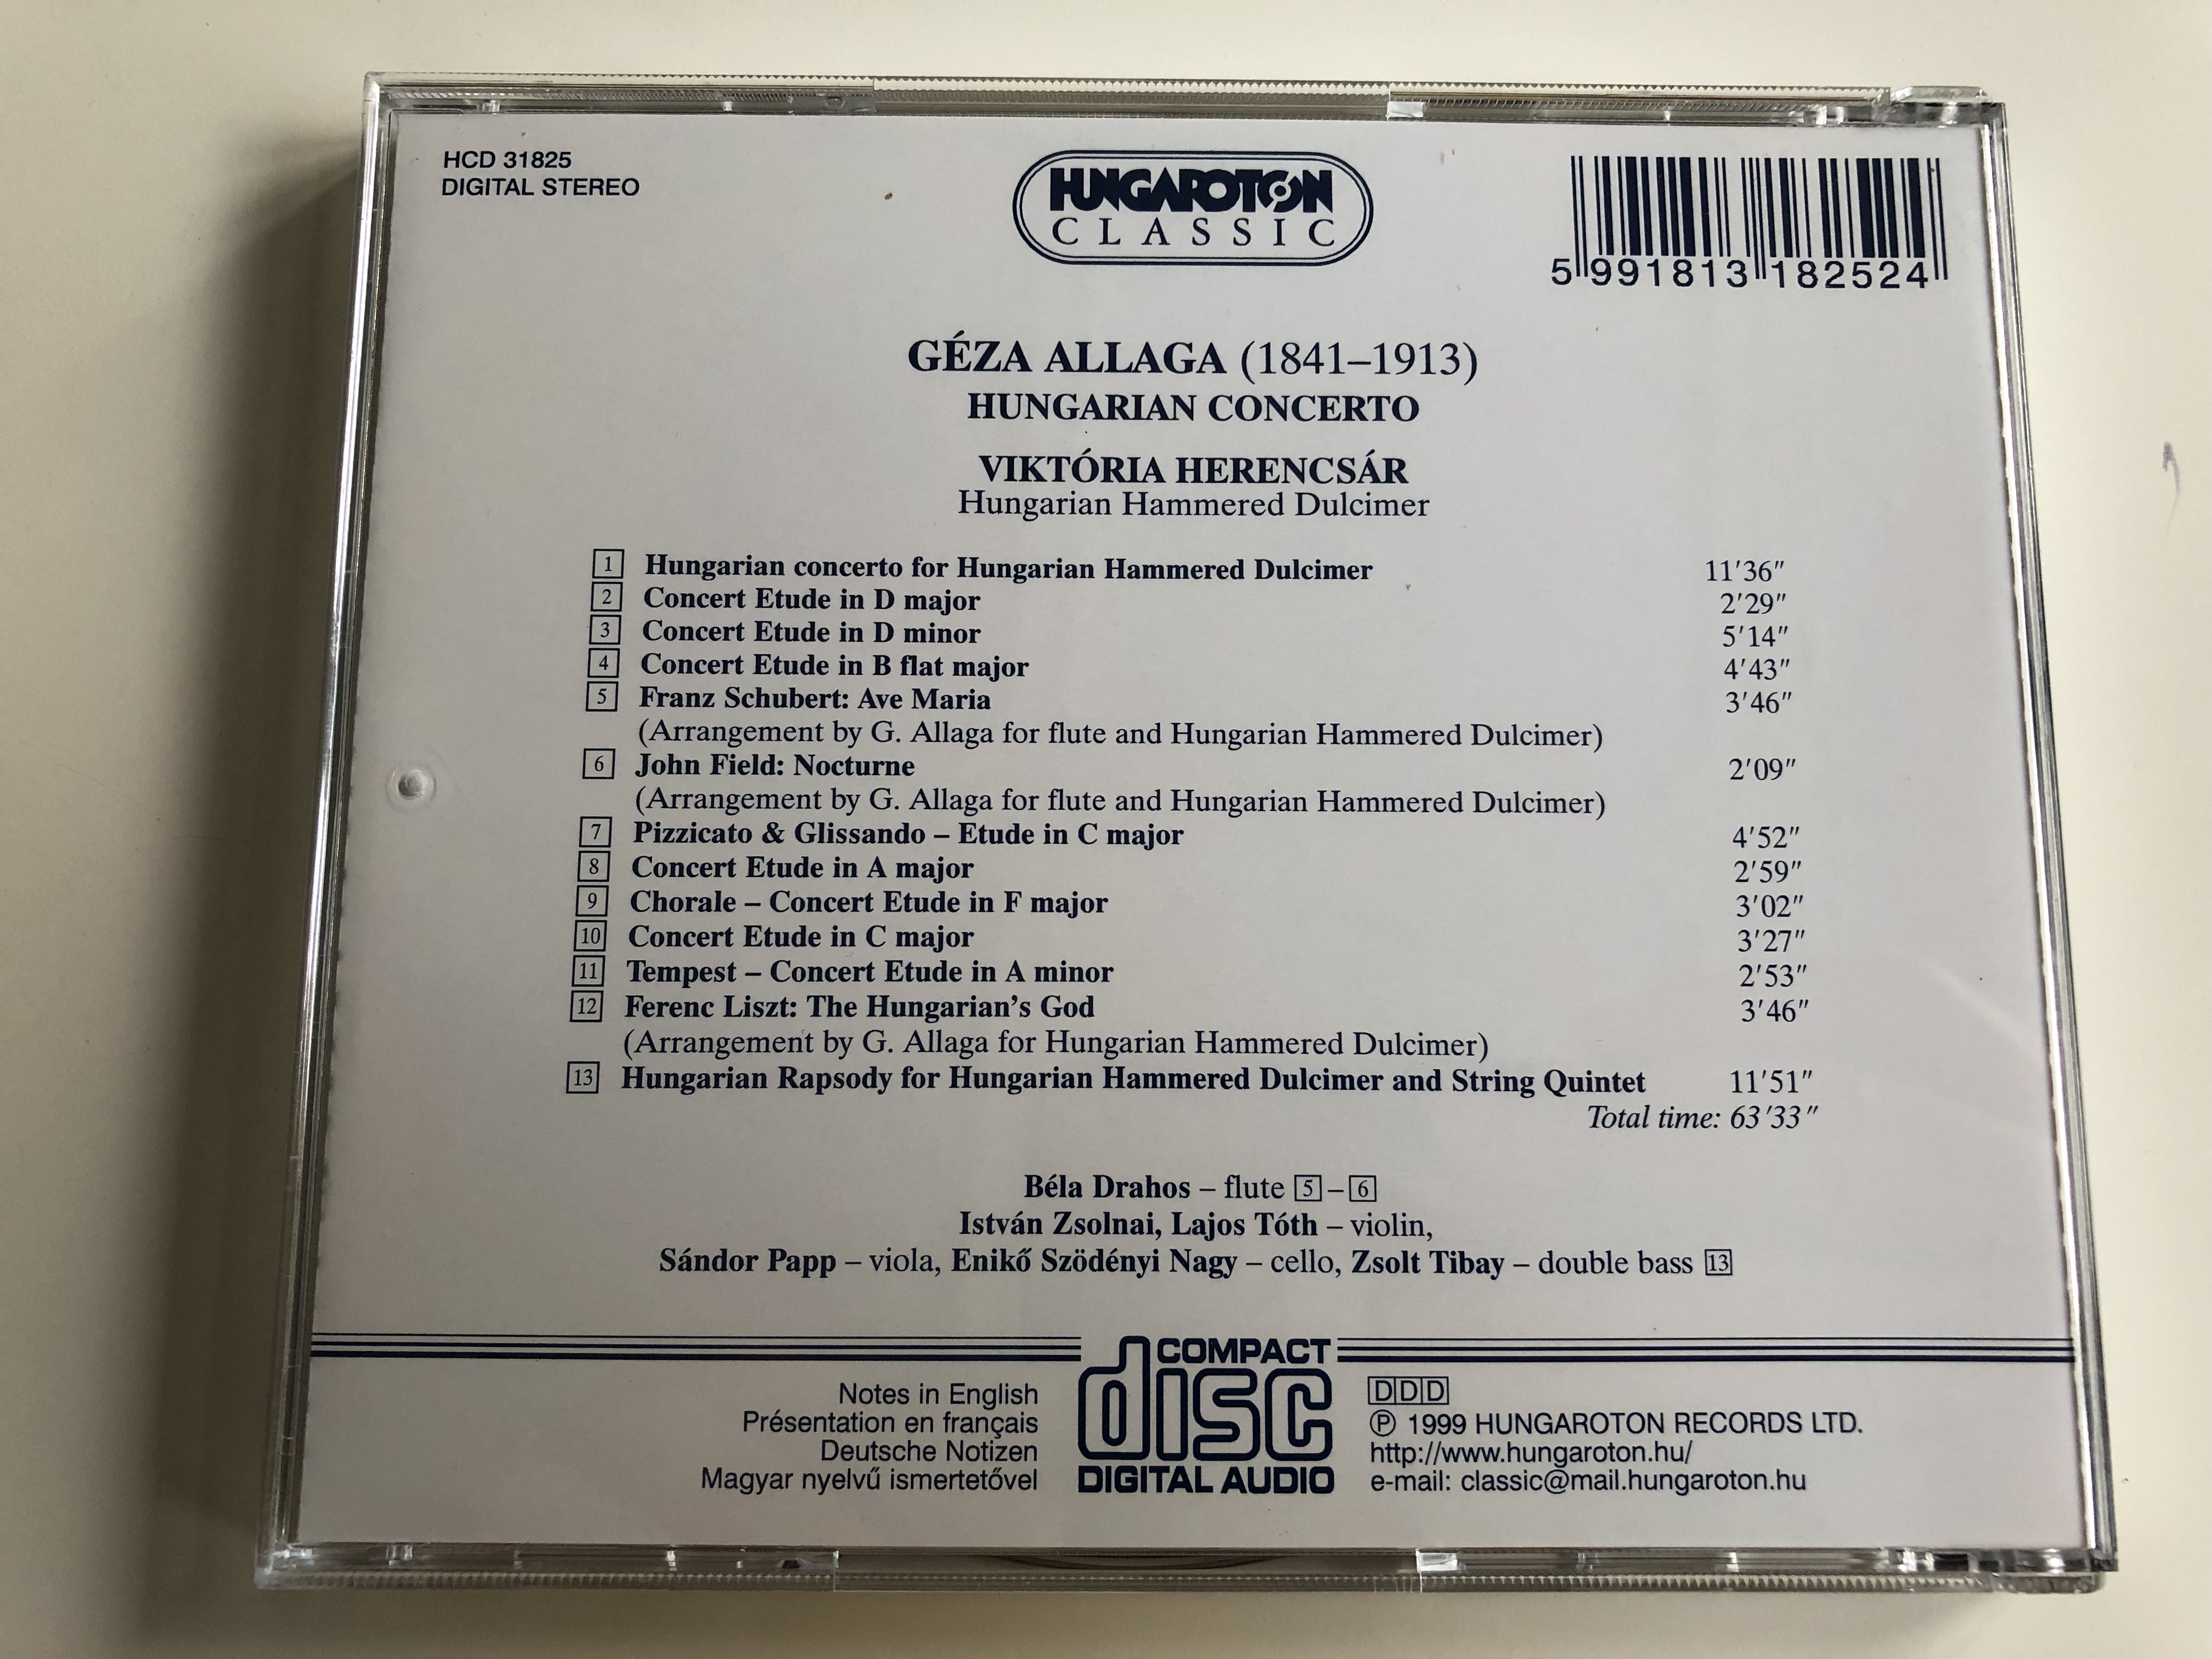 HCD 31825
DIGITAL STEREO
HUNGAROTON
CLASSIC
5 991813 182524
GÉZA ALLAGA (1841–1913)
HUNGARIAN CONCERTO
VIKTÓRIA HERENCSÁR
Hungarian Hammered Dulcimer
1 Hungarian concerto for Hungarian Hammered Dulcimer 11'36"
2 Concert Etude in D major 2'29"
3 Concert Etude in D minor 5'14"
4 Concert Etude in B flat major 4'43"
5 Franz Schubert: Ave Maria 3'46"
(Arrangement by G. Allaga for flute and Hungarian Hammered Dulcimer)
6 John Field: Nocturne 2'09"
(Arrangement by G. Allaga for flute and Hungarian Hammered Dulcimer)
7 Pizzicato & Glissando – Etude in C major 4'52"
8 Concert Etude in A major 2'59"
9 Chorale – Concert Etude in F major 3'02"
10 Concert Etude in C major 3'27"
11 Tempest – Concert Etude in A minor 2'53"
12 Ferenc Liszt: The Hungarian's God 3'46"
(Arrangement by G. Allaga for Hungarian Hammered Dulcimer)
13 Hungarian Rapsody for Hungarian Hammered Dulcimer and String Quintet 11'51"
Total time: 63'33"
Béla Drahos – flute 5 – 6
István Zsolnai, Lajos Tóth – violin,
Sándor Papp – viola, Enikő Szödényi Nagy – cello, Zsolt Tibay – double bass 13
Notes in English
Présentation en français
Deutsche Notizen
Magyar nyelvű ismertetővel
COMPACT
disc
DIGITAL AUDIO
DDD
℗ 1999 HUNGAROTON RECORDS LTD.
http://www.hungaroton.hu/
e-mail: classic@mail.hungaroton.hu